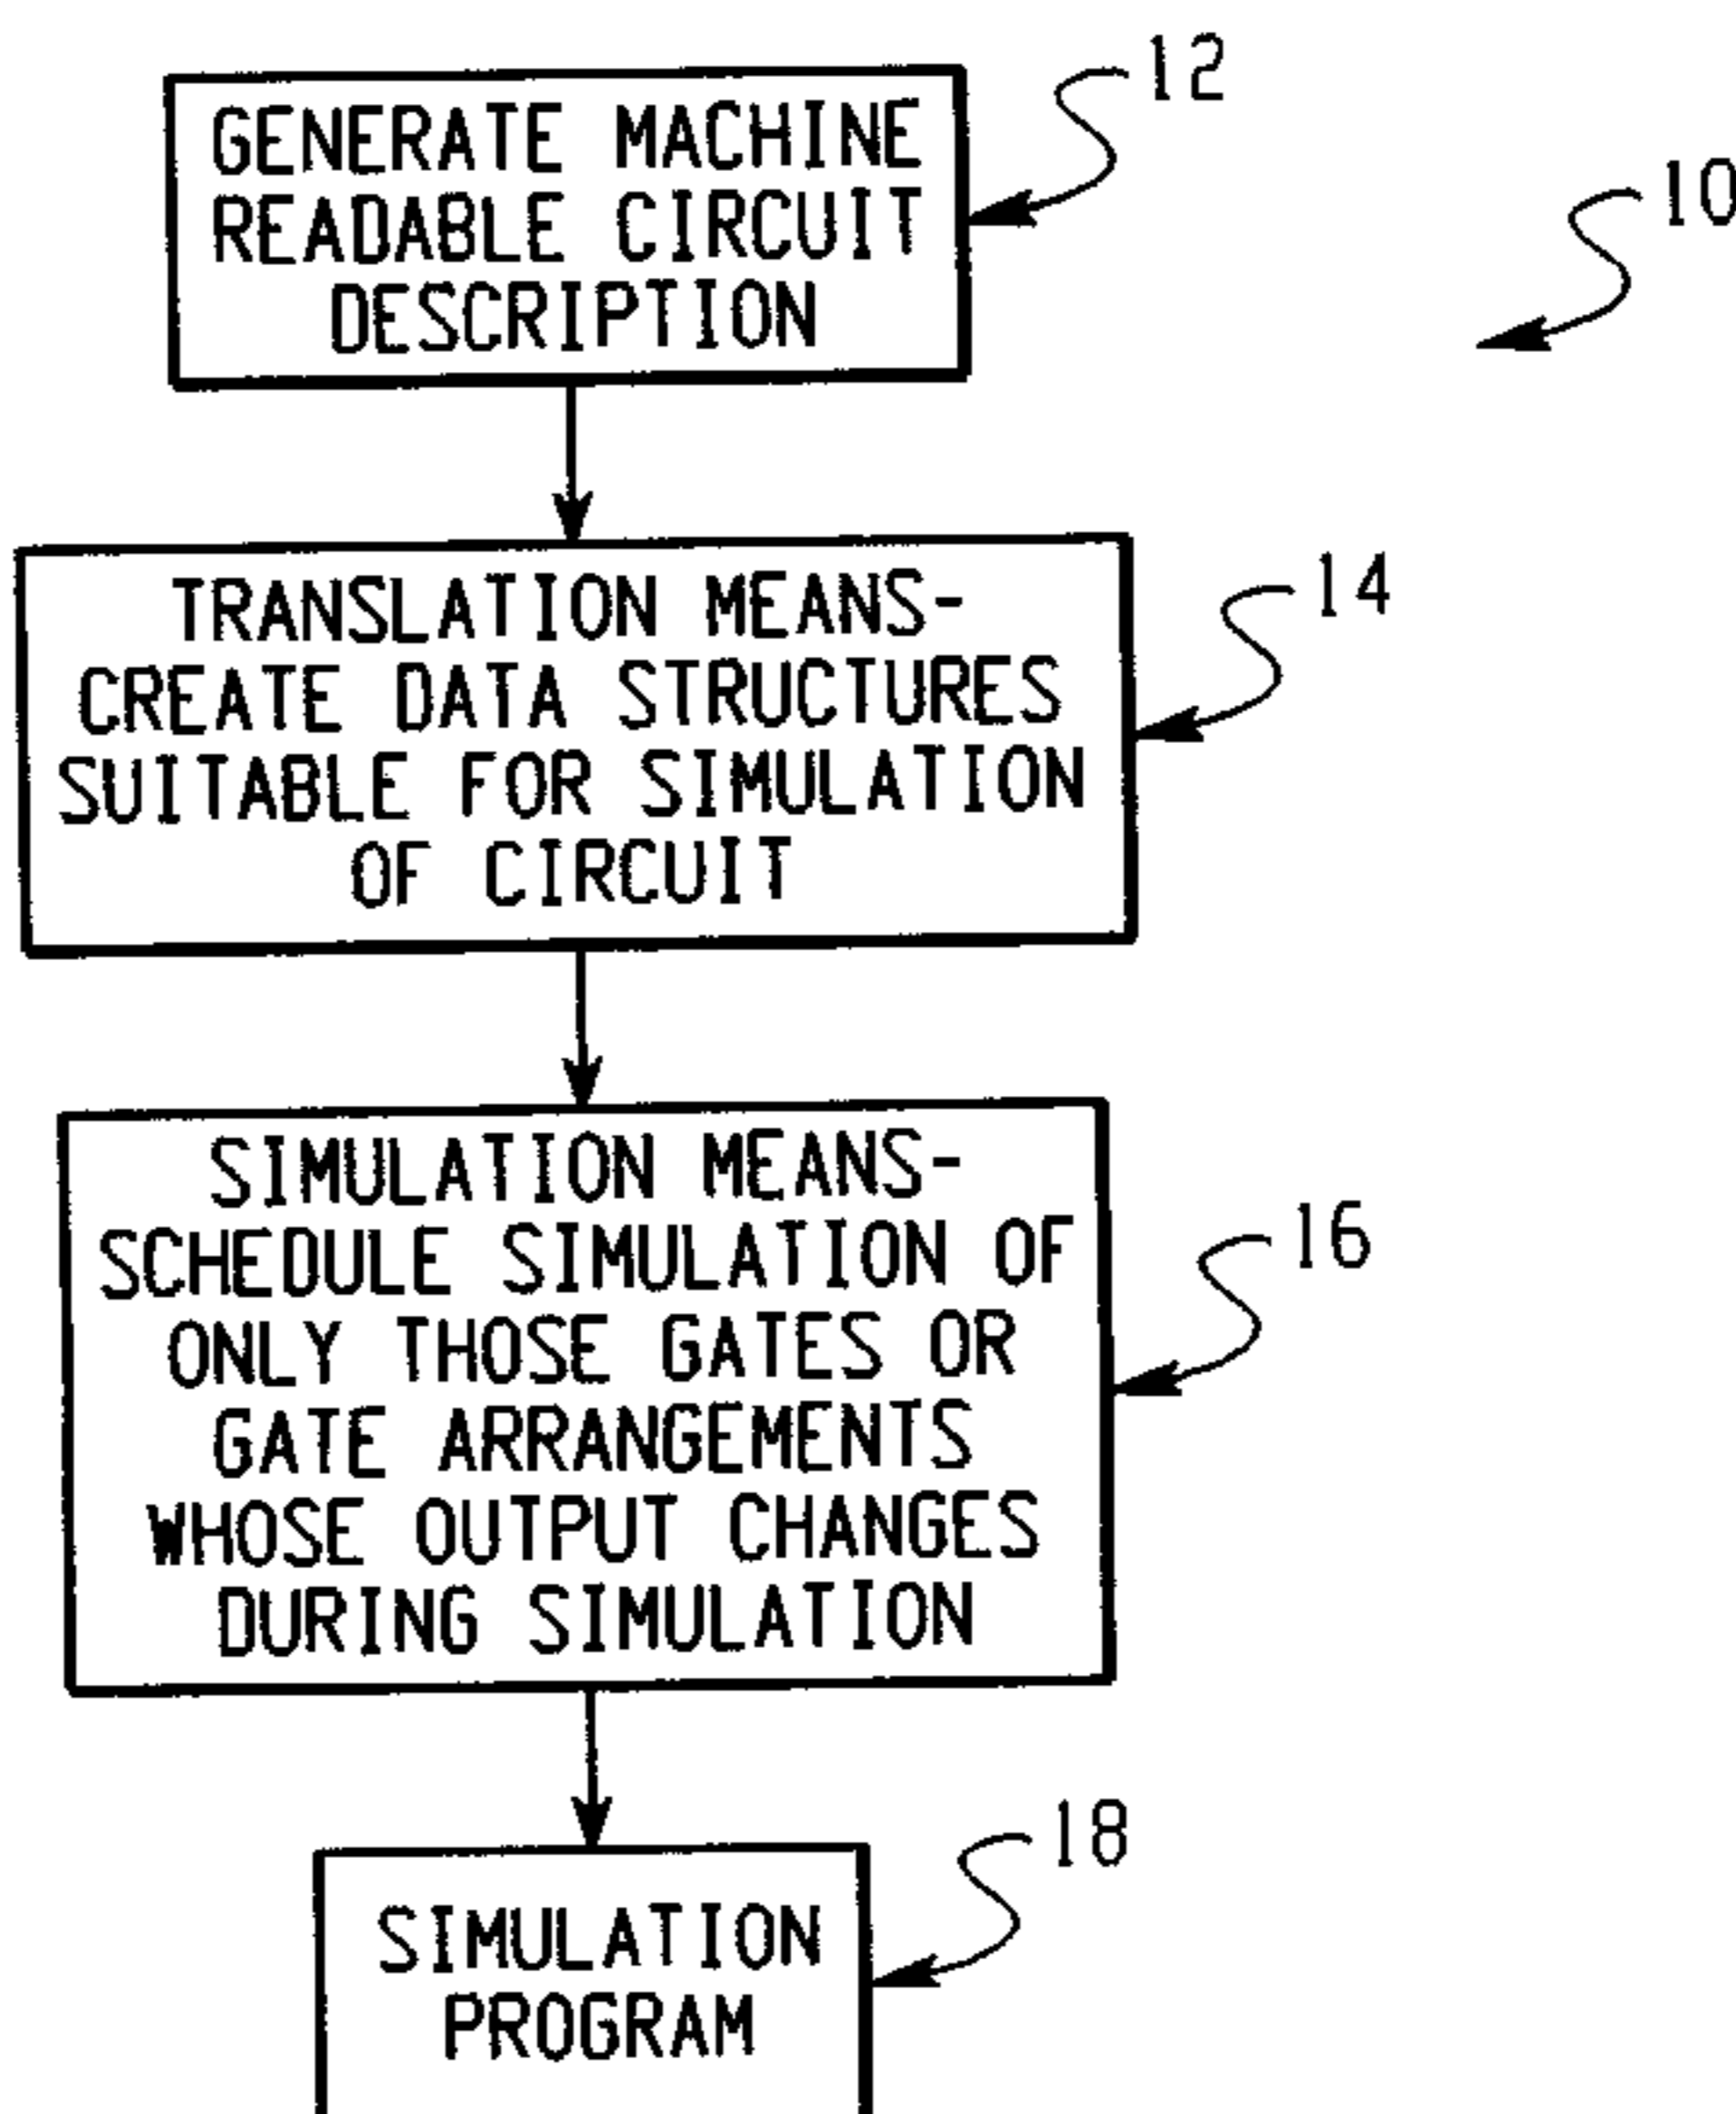 12
GENERATE MACHINE
READABLE CIRCUIT
DESCRIPTION
10
TRANSLATION MEANS-
CREATE DATA STRUCTURES
SUITABLE FOR SIMULATION
OF CIRCUIT
14
SIMULATION MEANS-
SCHEDULE SIMULATION OF
ONLY THOSE GATES OR
GATE ARRANGEMENTS
WHOSE OUTPUT CHANGES
DURING SIMULATION
16
SIMULATION
PROGRAM
18